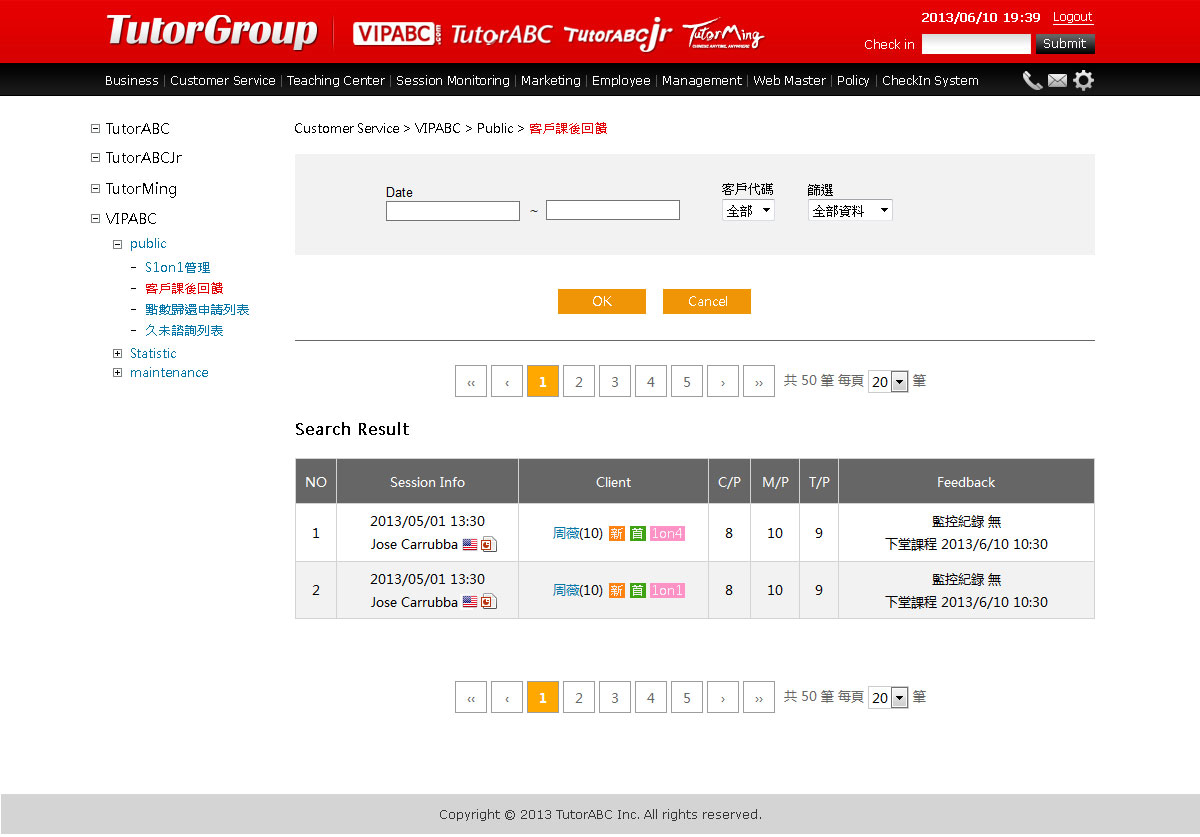 TutorGroup VIPABC.com TutorABC TutorABCjr TutorMing
CHINESE ANYTIME, ANYWHERE
2013/06/10 19:39 Logout
Check in Submit
Business | Customer Service | Teaching Center | Session Monitoring | Marketing | Employee | Management | Web Master | Policy | CheckIn System
TutorABC
TutorABCJr
TutorMing
VIPABC
public
- S1on1管理
- 客戶課後回饋
- 點數歸還申請列表
- 久未諮詢列表
Statistic
maintenance
Customer Service > VIPABC > Public > 客戶課後回饋
Date ~
客戶代碼 篩選
全部 全部資料
OK Cancel
‹‹ ‹ 1 2 3 4 5 › ›› 共 50 筆 每頁 20 筆
Search Result
NO Session Info Client C/P M/P T/P Feedback
1 2013/05/01 13:30 Jose Carrubba 周薇(10) 新 首 1on4 8 10 9 監控紀錄 無
下堂課程 2013/6/10 10:30
2 2013/05/01 13:30 Jose Carrubba 周薇(10) 新 首 1on1 8 10 9 監控紀錄 無
下堂課程 2013/6/10 10:30
‹‹ ‹ 1 2 3 4 5 › ›› 共 50 筆 每頁 20 筆
Copyright © 2013 TutorABC Inc. All rights reserved.